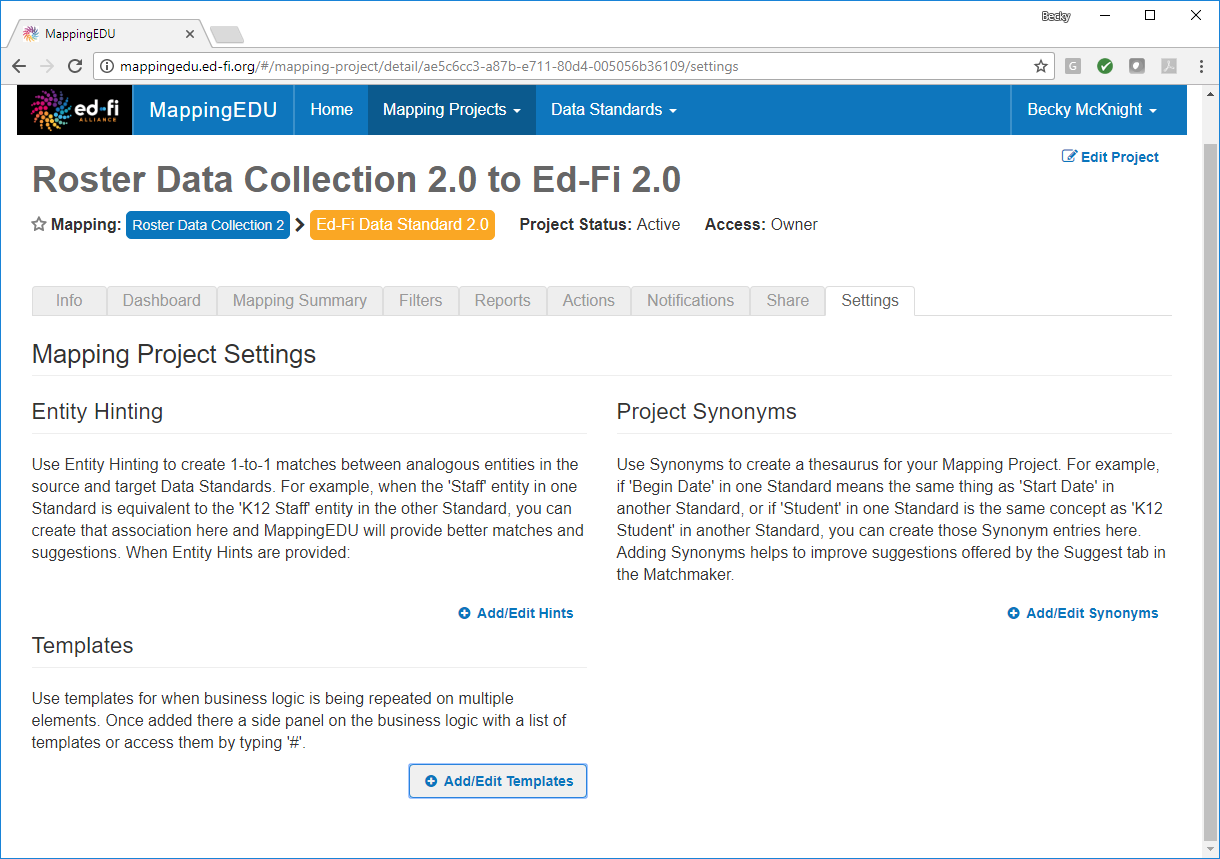 Becky
MappingEDU
mappingedu.ed-fi.org/#/mapping-project/detail/ae5c6cc3-a87b-e711-80d4-005056b36109/settings
G
ed-fi
ALLIANCE
MappingEDU Home Mapping Projects Data Standards Becky McKnight
Edit Project
Roster Data Collection 2.0 to Ed-Fi 2.0
Mapping: Roster Data Collection 2 Ed-Fi Data Standard 2.0 Project Status: Active Access: Owner
Info Dashboard Mapping Summary Filters Reports Actions Notifications Share Settings
Mapping Project Settings
Entity Hinting
Use Entity Hinting to create 1-to-1 matches between analogous entities in the
source and target Data Standards. For example, when the 'Staff' entity in one
Standard is equivalent to the 'K12 Staff' entity in the other Standard, you can
create that association here and MappingEDU will provide better matches and
suggestions. When Entity Hints are provided:
Add/Edit Hints
Project Synonyms
Use Synonyms to create a thesaurus for your Mapping Project. For example,
if 'Begin Date' in one Standard means the same thing as 'Start Date' in
another Standard, or if 'Student' in one Standard is the same concept as 'K12
Student' in another Standard, you can create those Synonym entries here.
Adding Synonyms helps to improve suggestions offered by the Suggest tab in
the Matchmaker.
Add/Edit Synonyms
Templates
Use templates for when business logic is being repeated on multiple
elements. Once added there a side panel on the business logic with a list of
templates or access them by typing '#'.
Add/Edit Templates